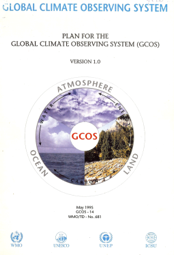 GLOBAL CLIMATE OBSERVING SYSTEM
PLAN FOR THE
GLOBAL CLIMATE OBSERVING SYSTEM (GCOS)
VERSION 1.0
ATMOSPHERE
GCOS
OCEAN
LAND
May 1995
GCOS - 14
WMO/TD - No. 681
WMO
UNESCO
UNEP
ICSU